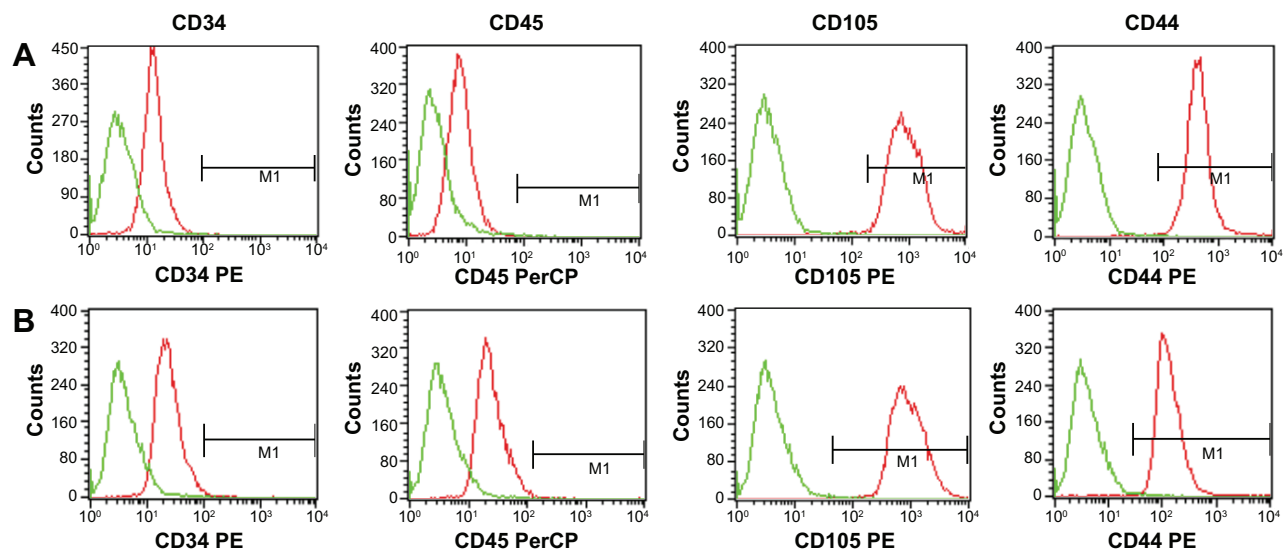 CD34 CD45 CD105 CD44
A
Counts 450 360 270 180 90 0 M1 10⁰ 10¹ 10² 10³ 10⁴ CD34 PE
Counts 400 320 240 160 80 0 M1 10⁰ 10¹ 10² 10³ 10⁴ CD45 PerCP
Counts 400 320 240 160 80 0 M1 10⁰ 10¹ 10² 10³ 10⁴ CD105 PE
Counts 400 320 240 160 80 0 M1 10⁰ 10¹ 10² 10³ 10⁴ CD44 PE
B
Counts 400 320 240 160 80 0 M1 10⁰ 10¹ 10² 10³ 10⁴ CD34 PE
Counts 400 320 240 160 80 0 M1 10⁰ 10¹ 10² 10³ 10⁴ CD45 PerCP
Counts 400 320 240 160 80 0 M1 10⁰ 10¹ 10² 10³ 10⁴ CD105 PE
Counts 400 320 240 160 80 0 M1 10⁰ 10¹ 10² 10³ 10⁴ CD44 PE